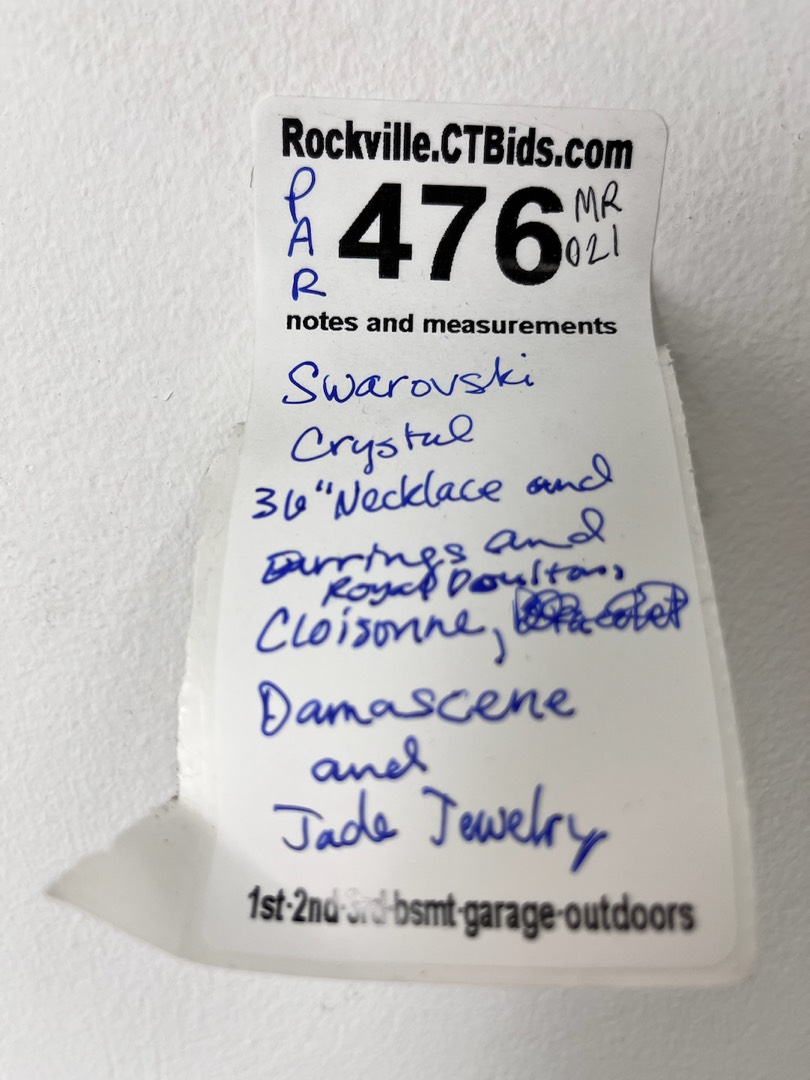 Rockville.CTBids.com
PAR 476 MR 021
notes and measurements
Swarovski
Crystal
36" Necklace and
Earrings and
Royal Doulton,
Cloisonne,
Damascene
and
Jade Jewelry
1st-2nd-3rd-bsmt-garage-outdoors